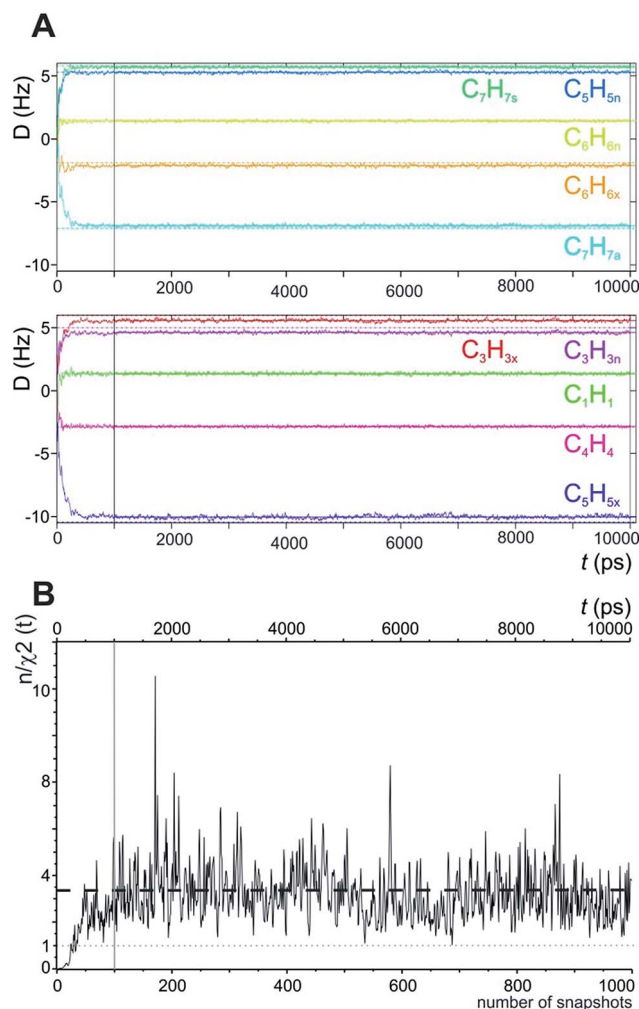 A
D (Hz)
5
0
-5
-10
C₇H₇ₛ C₅H₅ₙ
C₆H₆ₙ
C₆H₆ₓ
C₇H₇ₐ
0 2000 4000 6000 8000 10000
D (Hz)
5
0
-5
-10
C₃H₃ₓ C₃H₃ₙ
C₁H₁
C₄H₄
C₅H₅ₓ
0 2000 4000 6000 8000 10000
t (ps)
B
t (ps)
0 2000 4000 6000 8000 10000
n/χ2 (t)
10
8
6
4
1
0
0 200 400 600 800 1000
number of snapshots